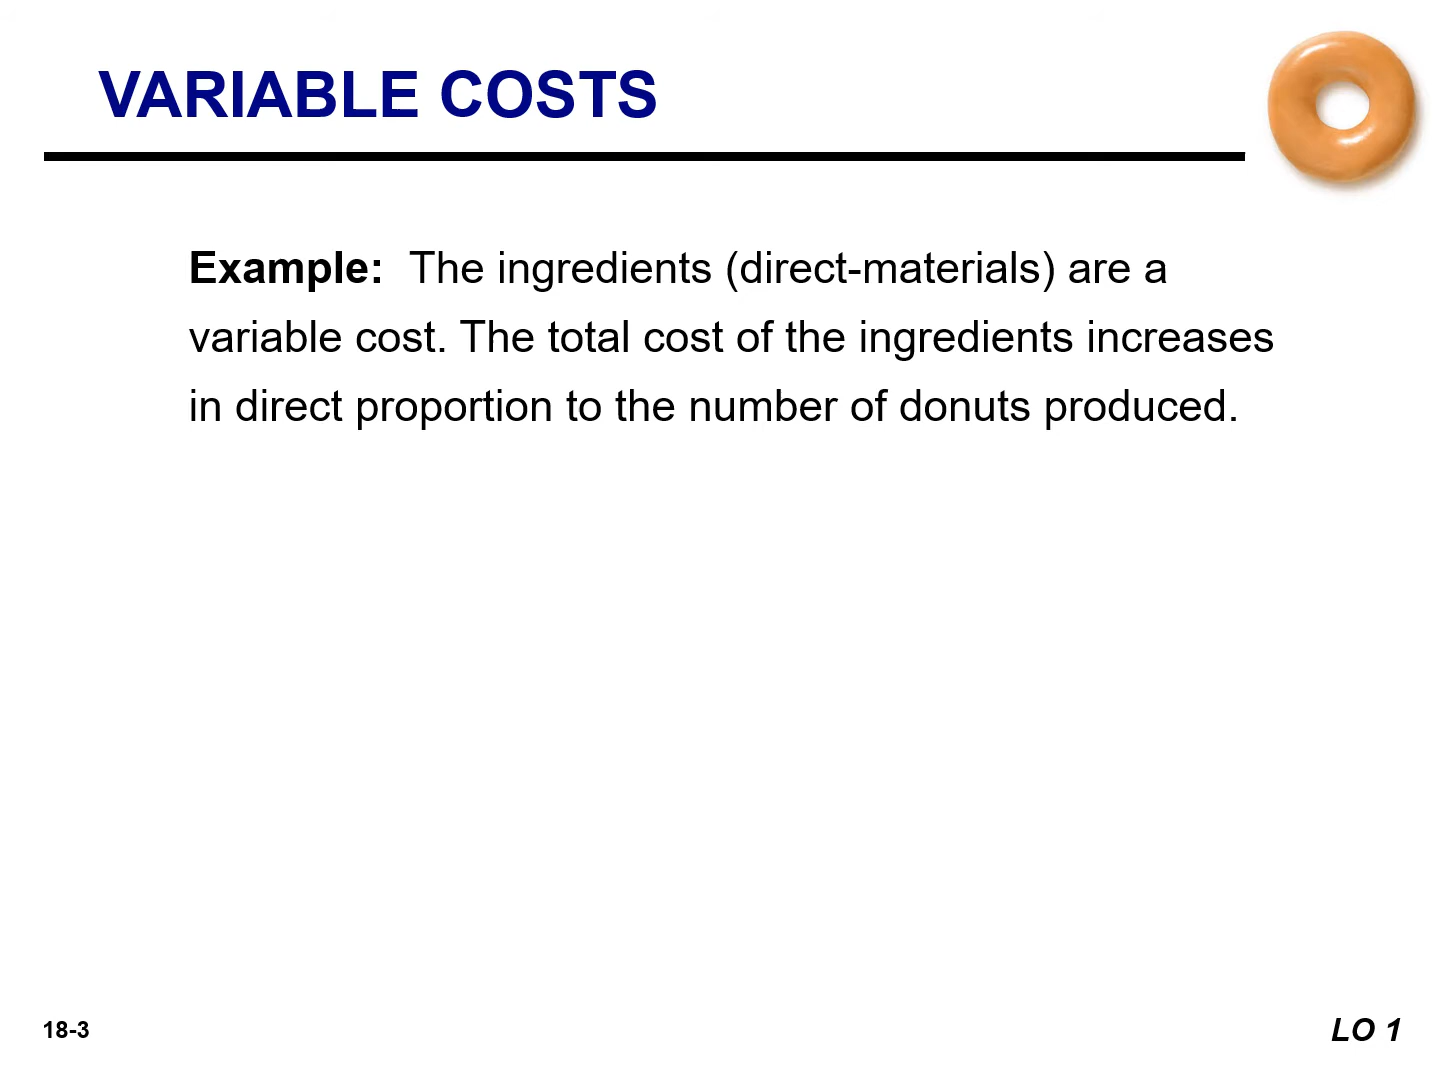 VARIABLE COSTS
Example: The ingredients (direct-materials) are a
variable cost. The total cost of the ingredients increases
in direct proportion to the number of donuts produced.
18-3
LO 1